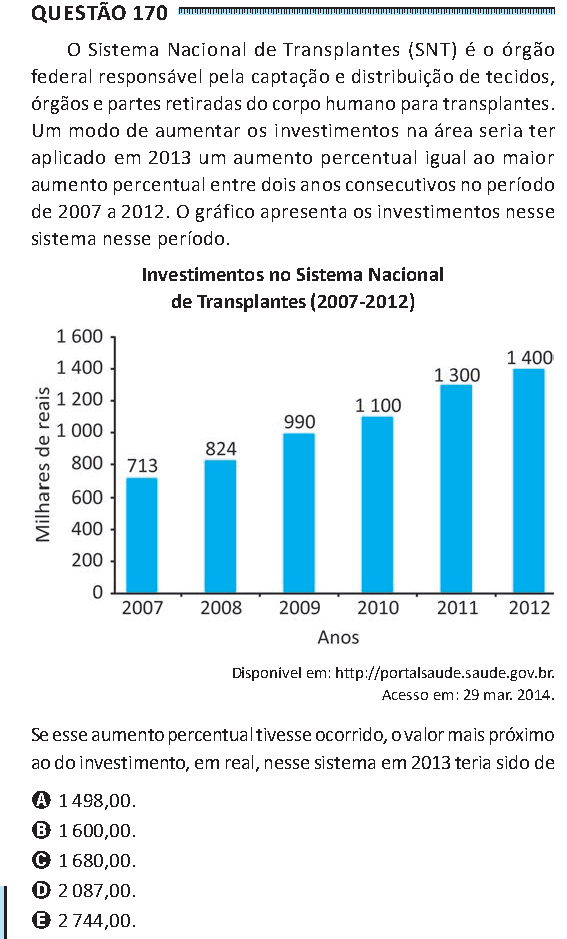 QUESTÃO 170
O Sistema Nacional de Transplantes (SNT) é o órgão
federal responsável pela captação e distribuição de tecidos,
órgãos e partes retiradas do corpo humano para transplantes.
Um modo de aumentar os investimentos na área seria ter
aplicado em 2013 um aumento percentual igual ao maior
aumento percentual entre dois anos consecutivos no período
de 2007 a 2012. O gráfico apresenta os investimentos nesse
sistema nesse período.
Investimentos no Sistema Nacional
de Transplantes (2007-2012)
Milhares de reais
1 600
1 400
1 200
1 000
800
600
400
200
0
713
824
990
1 100
1 300
1 400
2007 2008 2009 2010 2011 2012
Anos
Disponível em: http://portalsaude.saude.gov.br.
Acesso em: 29 mar. 2014.
Se esse aumento percentual tivesse ocorrido, o valor mais próximo
ao do investimento, em real, nesse sistema em 2013 teria sido de
A 1 498,00.
B 1 600,00.
C 1 680,00.
D 2 087,00.
E 2 744,00.